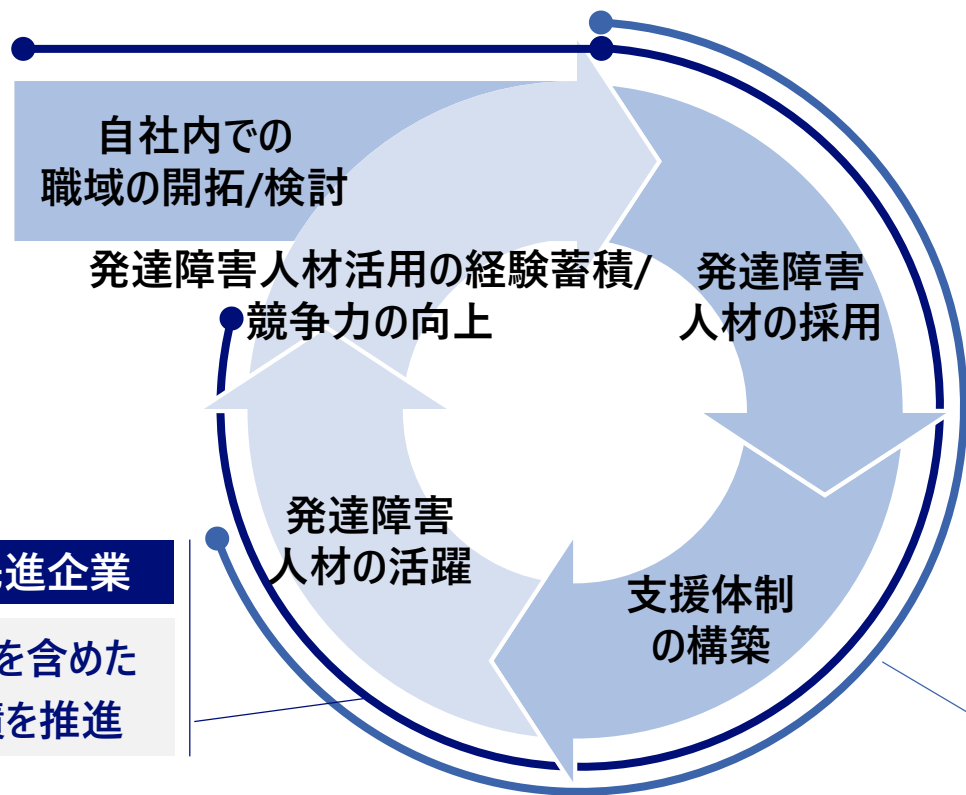 自社内での
職域の開拓/検討
発達障害人材活用の経験蓄積/
競争力の向上
発達障害
人材の採用
発達障害
人材の活躍
支援体制
の構築
進企業
を含めた
を推進